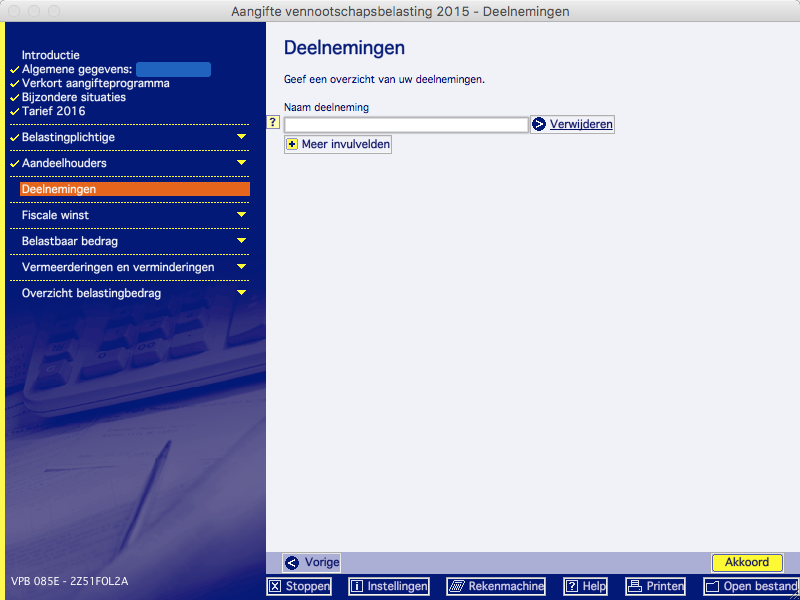 Aangifte vennootschapsbelasting 2015 - Deelnemingen
Introductie
Algemene gegevens:
Verkort aangifteprogramma
Bijzondere situaties
Tarief 2016
Belastingplichtige
Aandeelhouders
Deelnemingen
Fiscale winst
Belastbaar bedrag
Vermeerderingen en verminderingen
Overzicht belastingbedrag
VPB 085E - 2Z51FOL2A
Deelnemingen
Geef een overzicht van uw deelnemingen.
Naam deelneming
?
> Verwijderen
+ Meer invulvelden
< Vorige
Akkoord
X Stoppen
i Instellingen
Rekenmachine
? Help
Printen
Open bestand